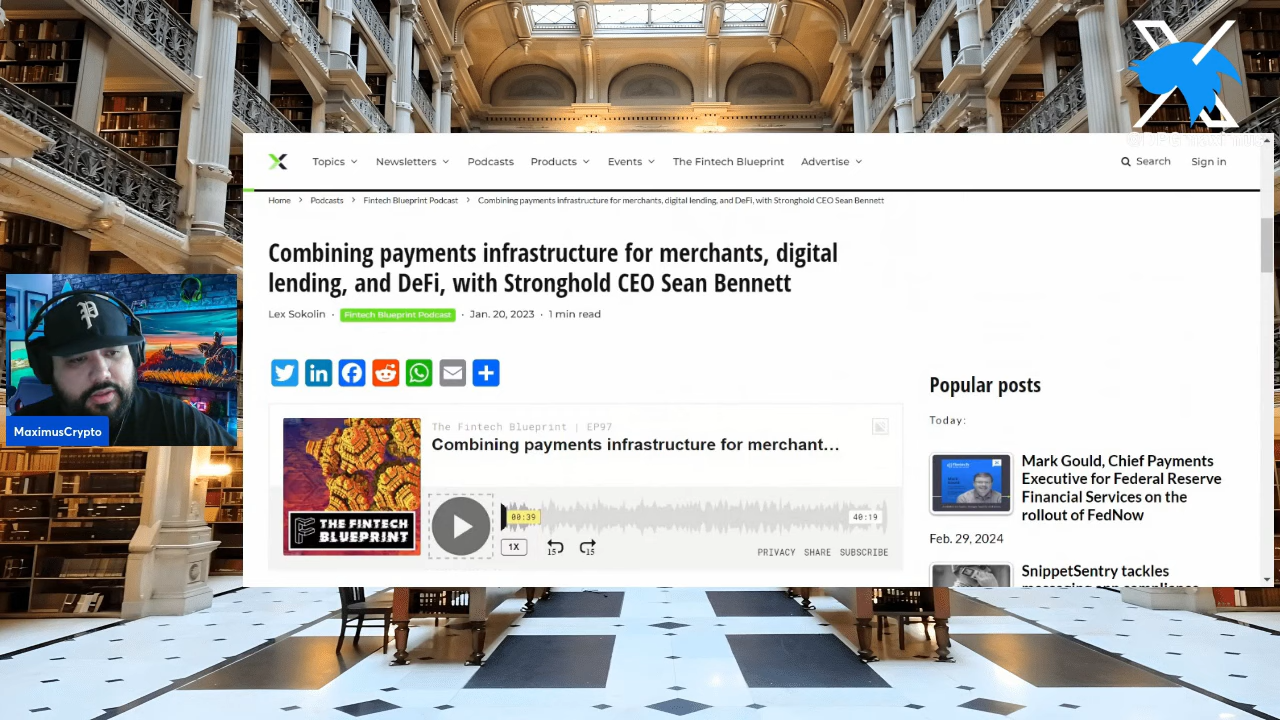 Topics
Newsletters
Podcasts
Products
Events
The Fintech Blueprint
Advertise
Search
Sign in
Home > Podcasts > Fintech Blueprint Podcast > Combining payments infrastructure for merchants, digital lending, and DeFi, with Stronghold CEO Sean Bennett
Combining payments infrastructure for merchants, digital
lending, and DeFi, with Stronghold CEO Sean Bennett
Lex Sokolin · Fintech Blueprint Podcast · Jan. 20, 2023 · 1 min read
The Fintech Blueprint | EP97
Combining payments infrastructure for merchant...
00:39
40:19
1X
15
15
PRIVACY SHARE SUBSCRIBE
THE FINTECH
BLUEPRINT
Popular posts
Today:
Mark Gould, Chief Payments
Executive for Federal Reserve
Financial Services on the
rollout of FedNow
Feb. 29, 2024
SnippetSentry tackles
P
MaximusCrypto